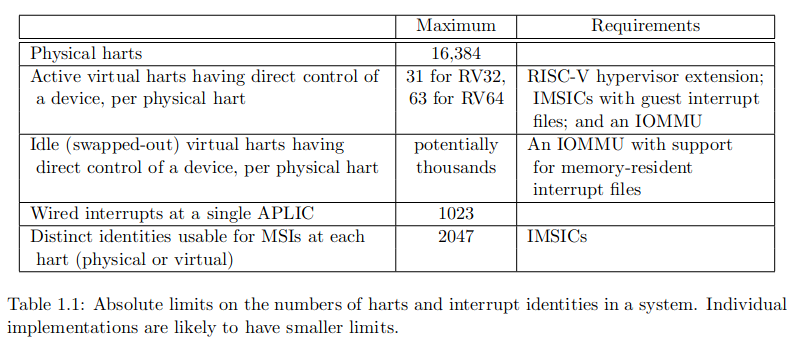 Maximum Requirements
Physical harts 16,384
Active virtual harts having direct control of 31 for RV32, RISC-V hypervisor extension;
a device, per physical hart 63 for RV64 IMSICs with guest interrupt
files; and an IOMMU
Idle (swapped-out) virtual harts having potentially An IOMMU with support
direct control of a device, per physical hart thousands for memory-resident
interrupt files
Wired interrupts at a single APLIC 1023
Distinct identities usable for MSIs at each 2047 IMSICs
hart (physical or virtual)
Table 1.1: Absolute limits on the numbers of harts and interrupt identities in a system. Individual
implementations are likely to have smaller limits.